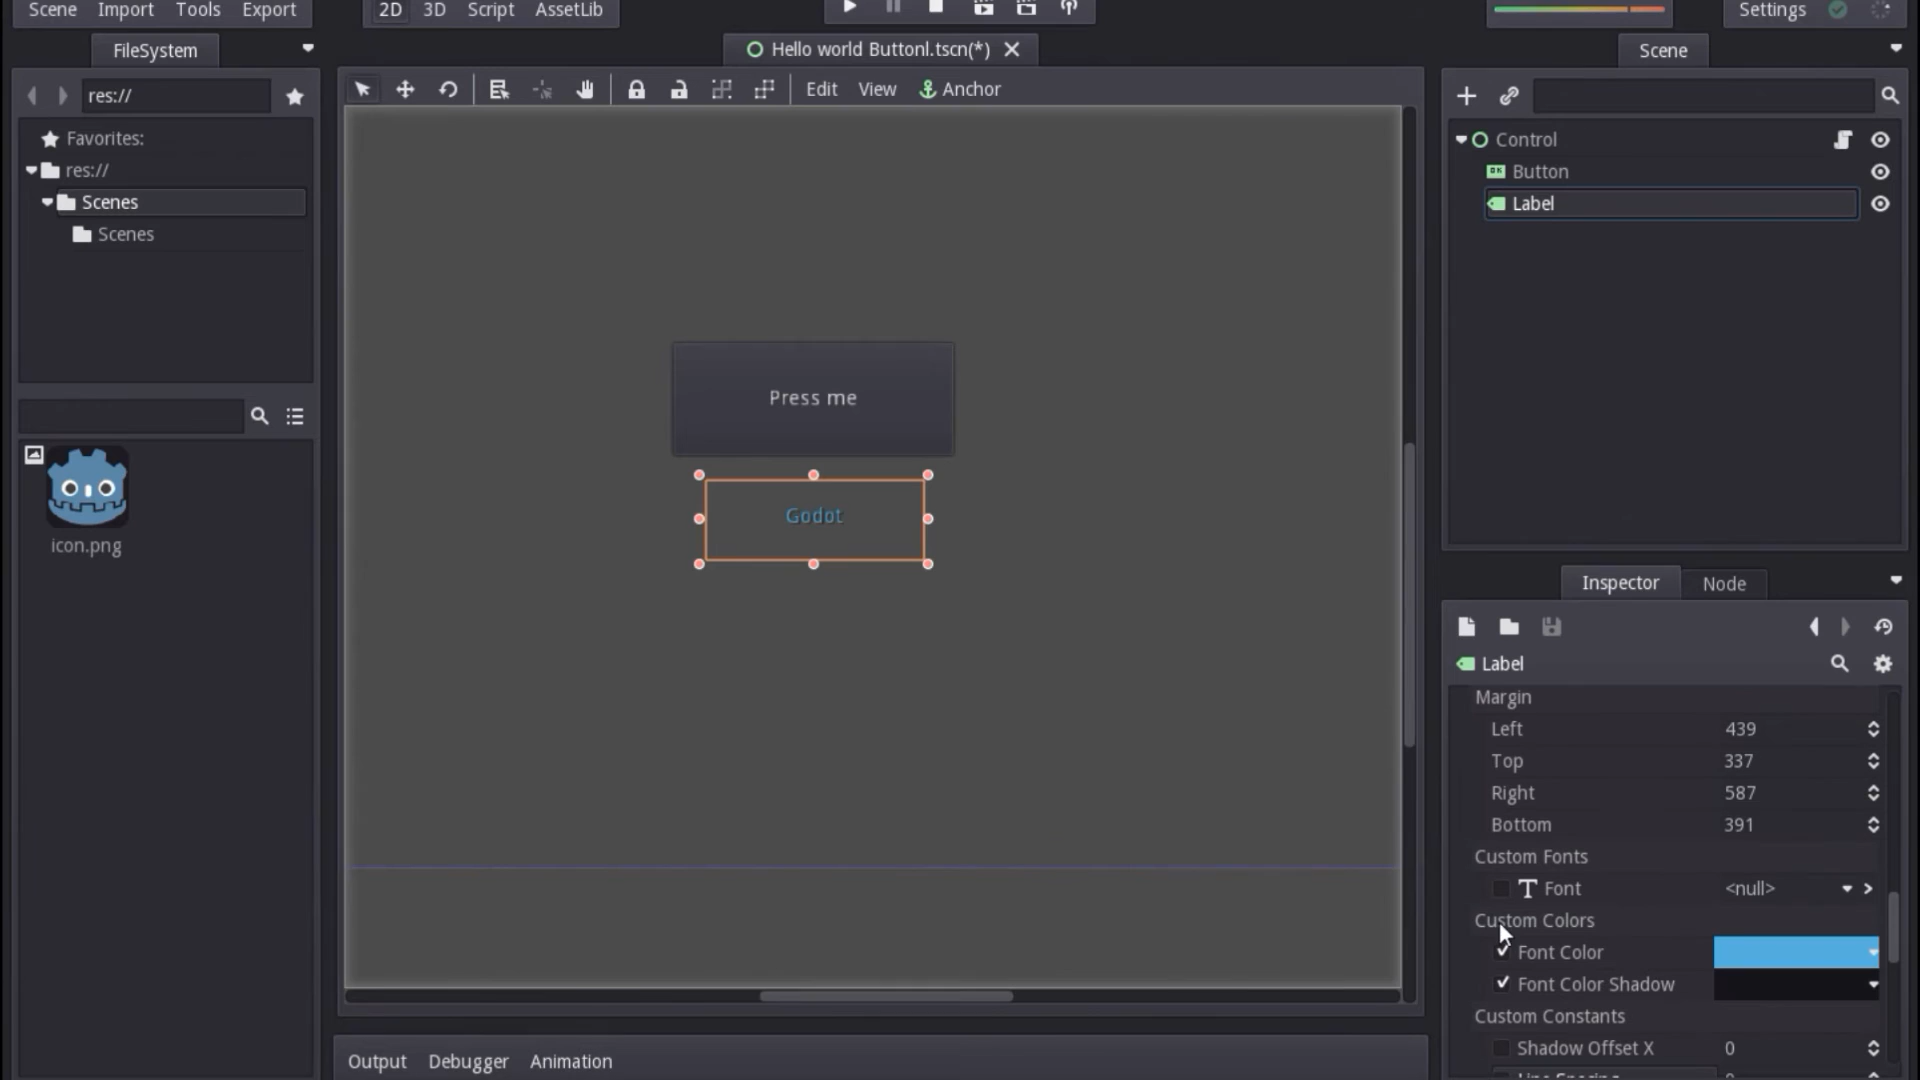 Scene Import Tools Export
2D 3D Script AssetLib
Settings
FileSystem
Hello world Buttonl.tscn(*)
Scene
res://
Edit View Anchor
Favorites:
res://
Scenes
Scenes
icon.png
Press me
Godot
Control
OK Button
Label
Inspector Node
Label
Margin
Left 439
Top 337
Right 587
Bottom 391
Custom Fonts
Font <null>
Custom Colors
Font Color
Font Color Shadow
Custom Constants
Shadow Offset X 0
Output Debugger Animation